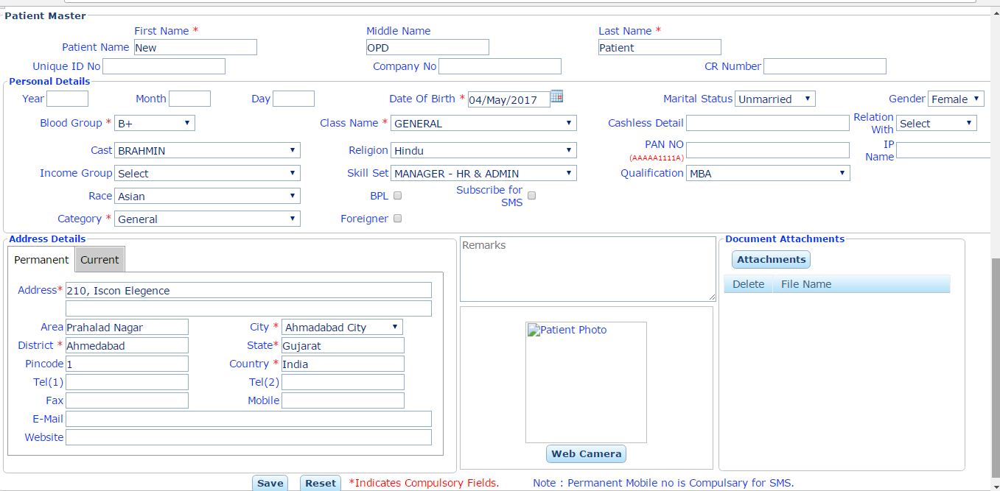 Patient Master
First Name * Middle Name Last Name *
Patient Name New OPD Patient
Unique ID No Company No CR Number
Personal Details
Year Month Day Date Of Birth * 04/May/2017 Marital Status Unmarried Gender Female
Blood Group * B+ Class Name * GENERAL Cashless Detail Relation With Select
Cast BRAHMIN Religion Hindu PAN NO (AAAAA1111A) IP Name
Income Group Select Skill Set MANAGER - HR & ADMIN Qualification MBA
Race Asian BPL Subscribe for SMS
Category * General Foreigner
Address Details
Permanent Current
Address* 210, Iscon Elegence
Area Prahalad Nagar City * Ahmadabad City
District * Ahmedabad State* Gujarat
Pincode 1 Country * India
Tel(1) Tel(2)
Fax Mobile
E-Mail
Website
Remarks
Patient Photo
Web Camera
Document Attachments
Attachments
Delete File Name
Save Reset *Indicates Compulsory Fields. Note : Permanent Mobile no is Compulsary for SMS.